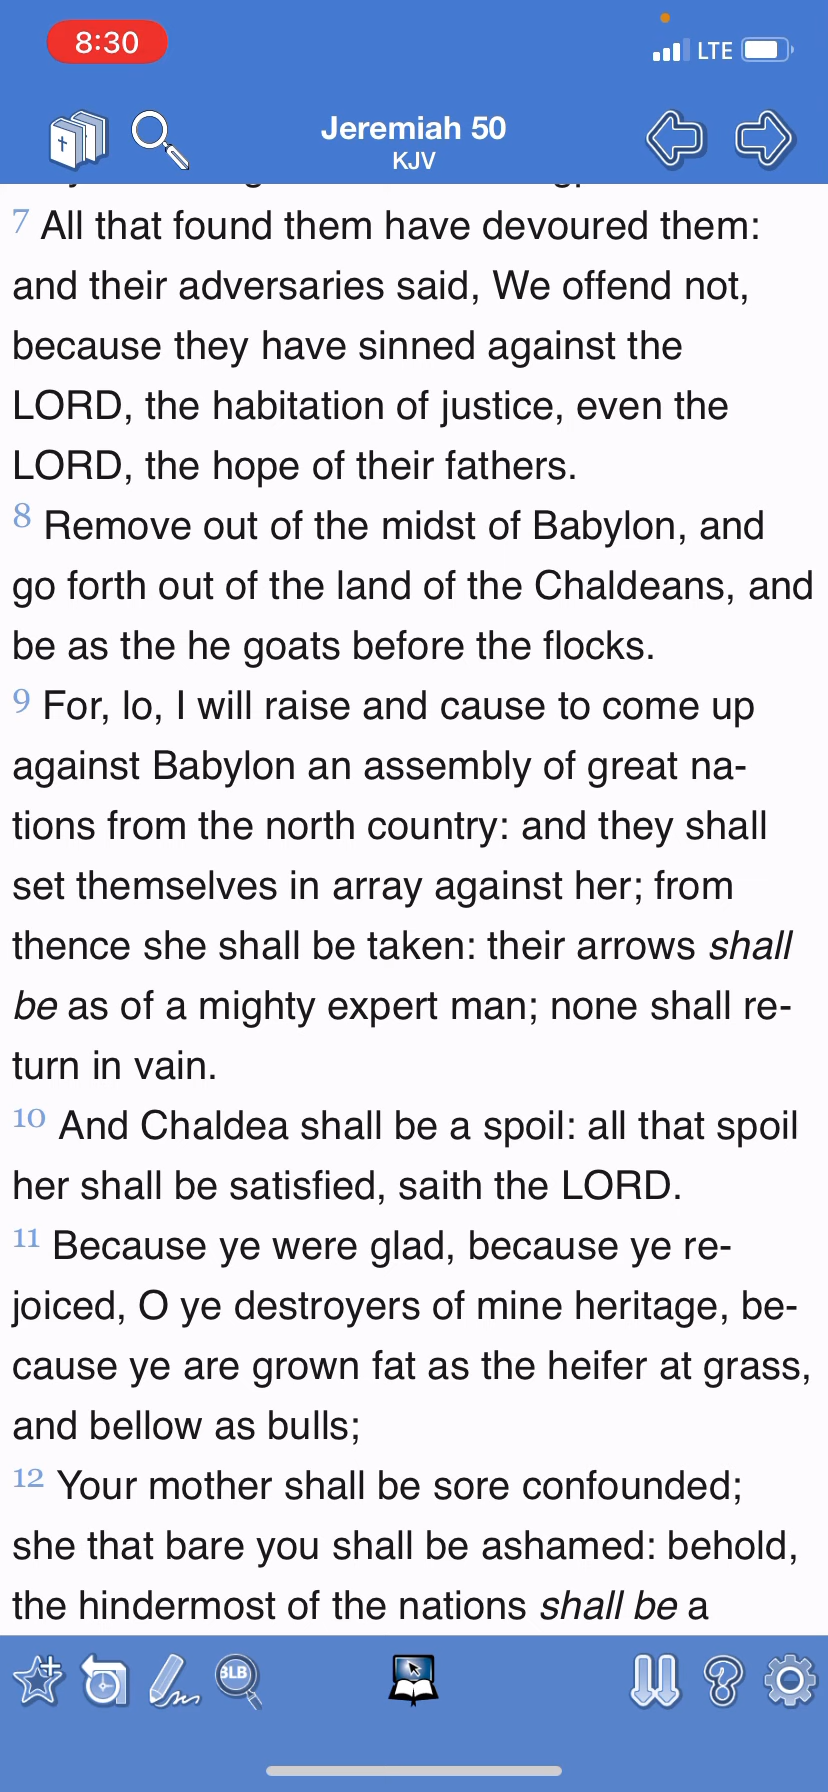 8:30
LTE
Jeremiah 50
KJV
7 All that found them have devoured them:
and their adversaries said, We offend not,
because they have sinned against the
LORD, the habitation of justice, even the
LORD, the hope of their fathers.
8 Remove out of the midst of Babylon, and
go forth out of the land of the Chaldeans, and
be as the he goats before the flocks.
9 For, lo, I will raise and cause to come up
against Babylon an assembly of great na-
tions from the north country: and they shall
set themselves in array against her; from
thence she shall be taken: their arrows shall
be as of a mighty expert man; none shall re-
turn in vain.
10 And Chaldea shall be a spoil: all that spoil
her shall be satisfied, saith the LORD.
11 Because ye were glad, because ye re-
joiced, O ye destroyers of mine heritage, be-
cause ye are grown fat as the heifer at grass,
and bellow as bulls;
12 Your mother shall be sore confounded;
she that bare you shall be ashamed: behold,
the hindermost of the nations shall be a
BLB